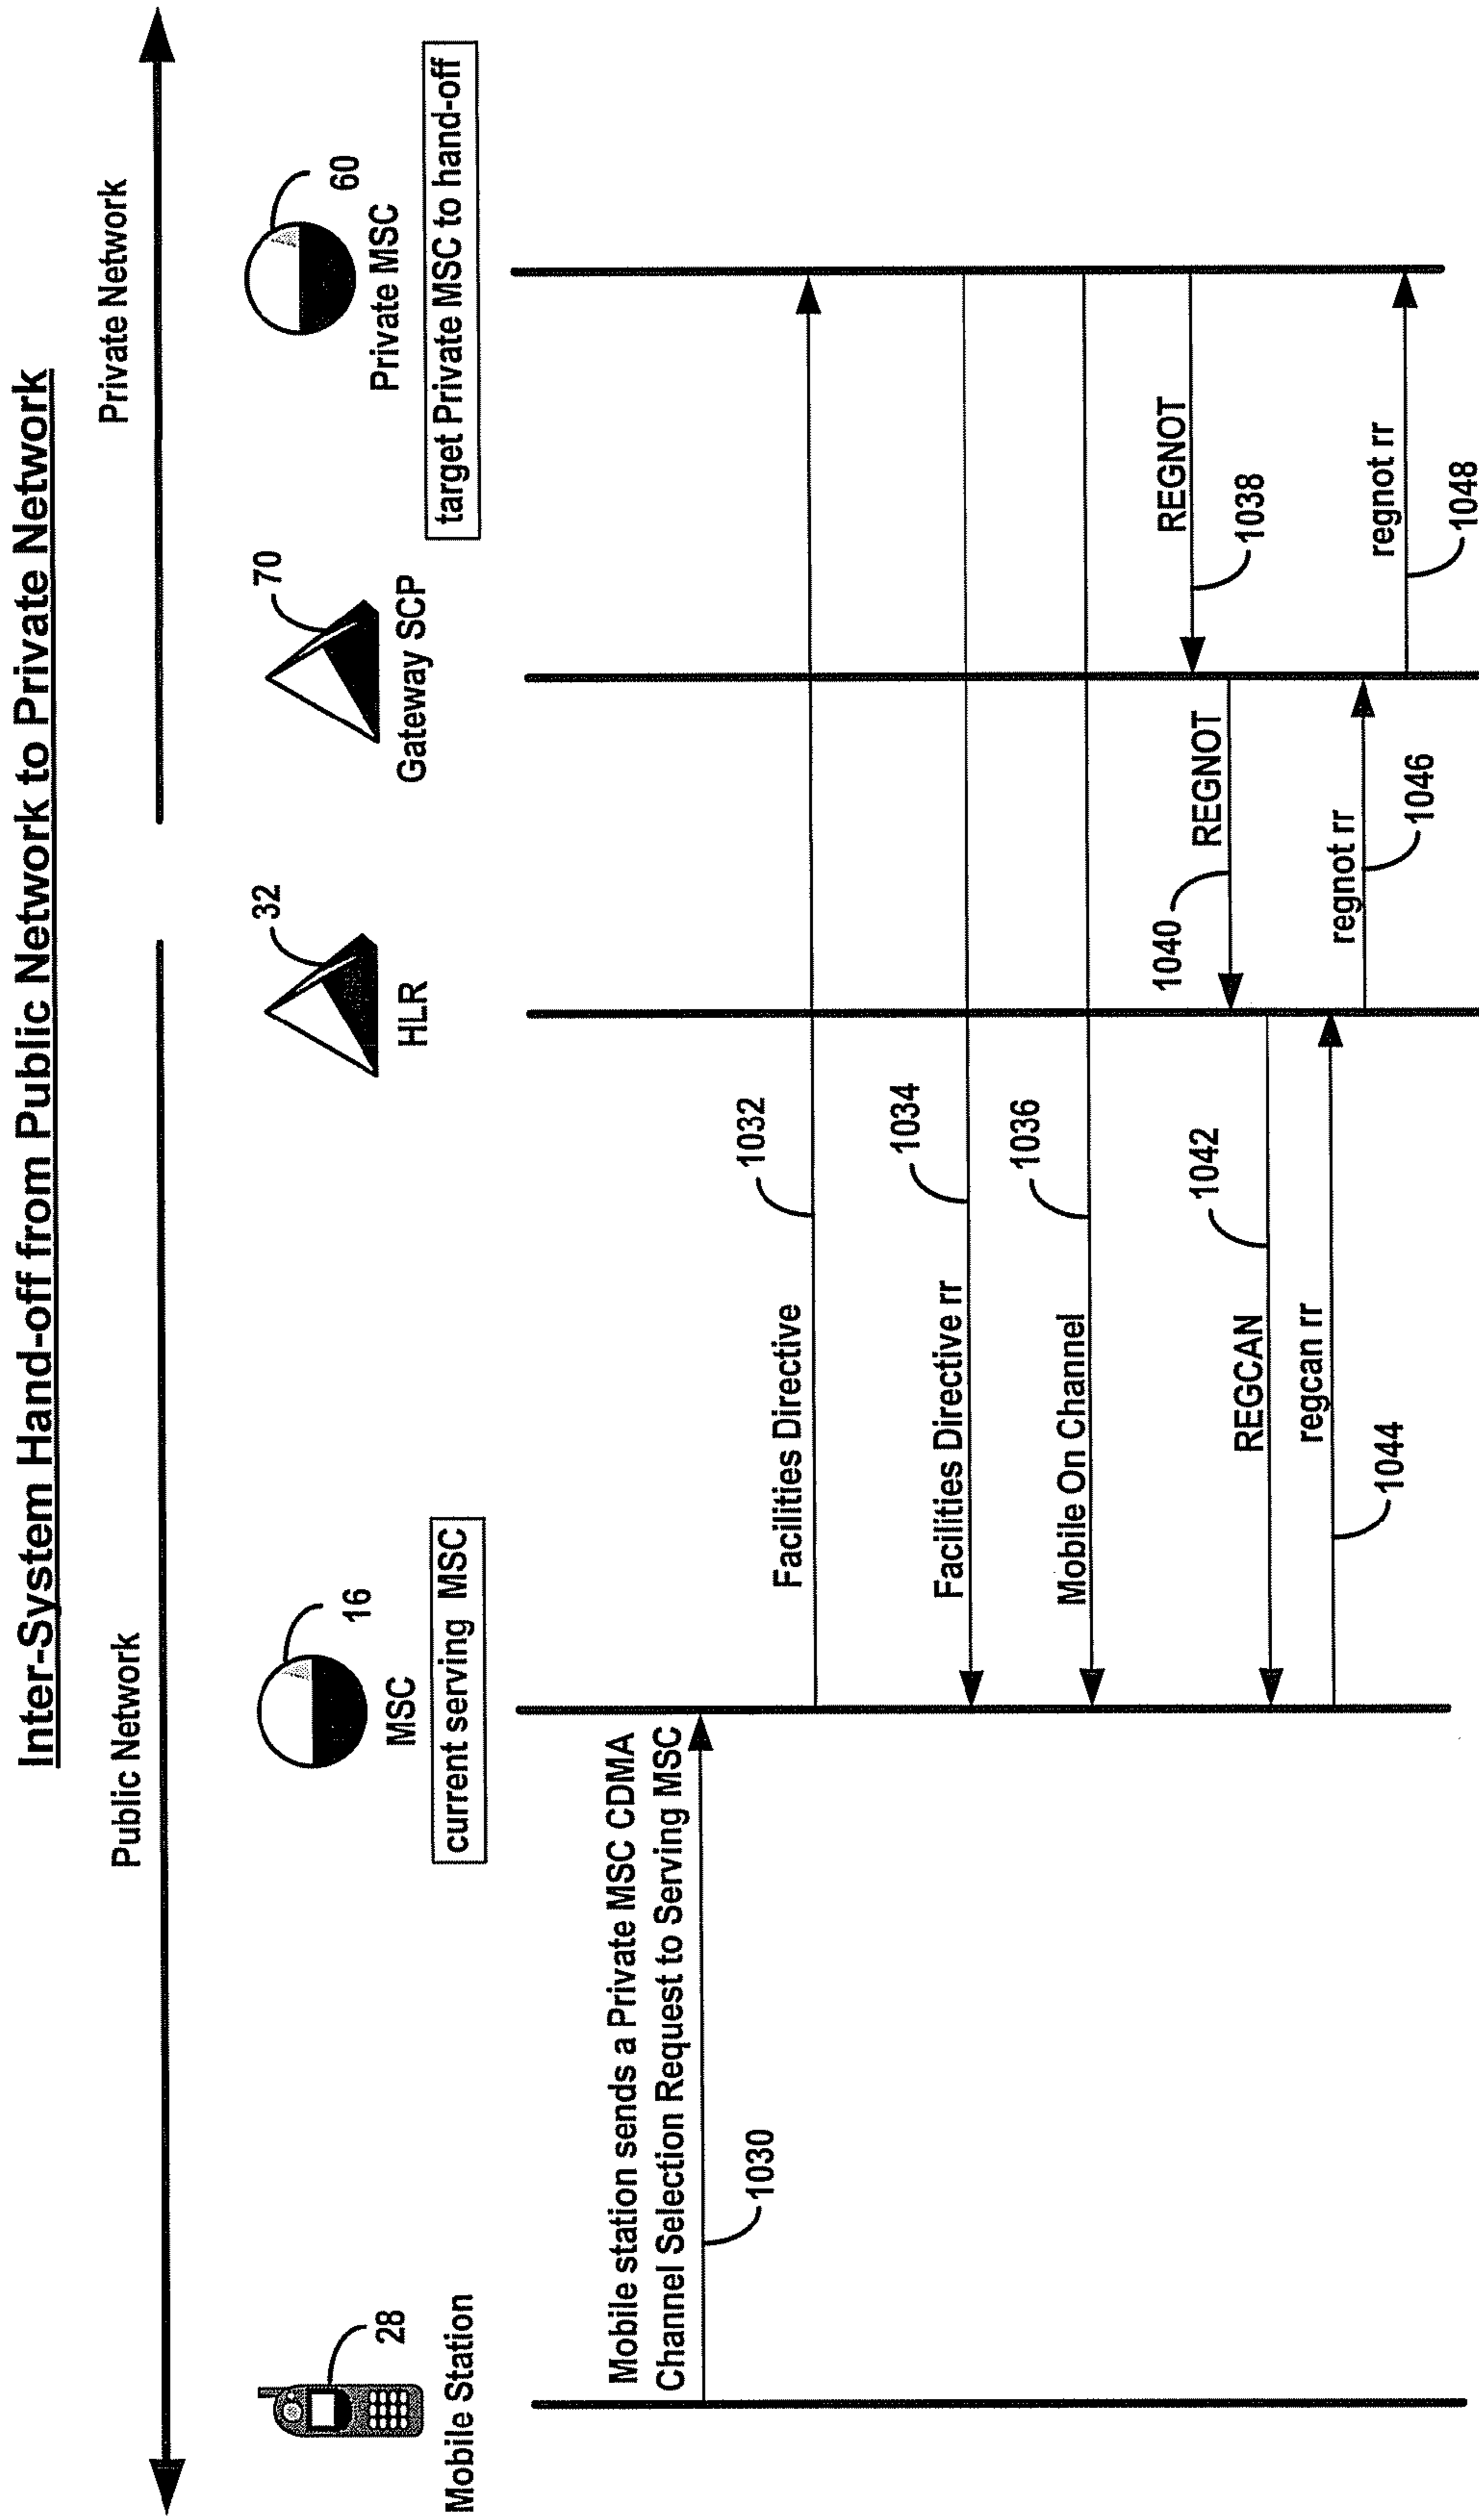 Inter-System Hand-off from Public Network to Private Network
Public Network
Private Network
28
Mobile Station
16
MSC
current serving MSC
32
HLR
70
Gateway SCP
60
Private MSC
target Private MSC to hand-off
Mobile station sends a Private MSC CDMA
Channel Selection Request to Serving MSC
1030
Facilities Directive
1032
Facilities Directive rr
1034
Mobile On Channel
1036
REGNOT
1038
1040
REGNOT
REGCAN
1042
regcan rr
1044
regnot rr
1046
regnot rr
1048